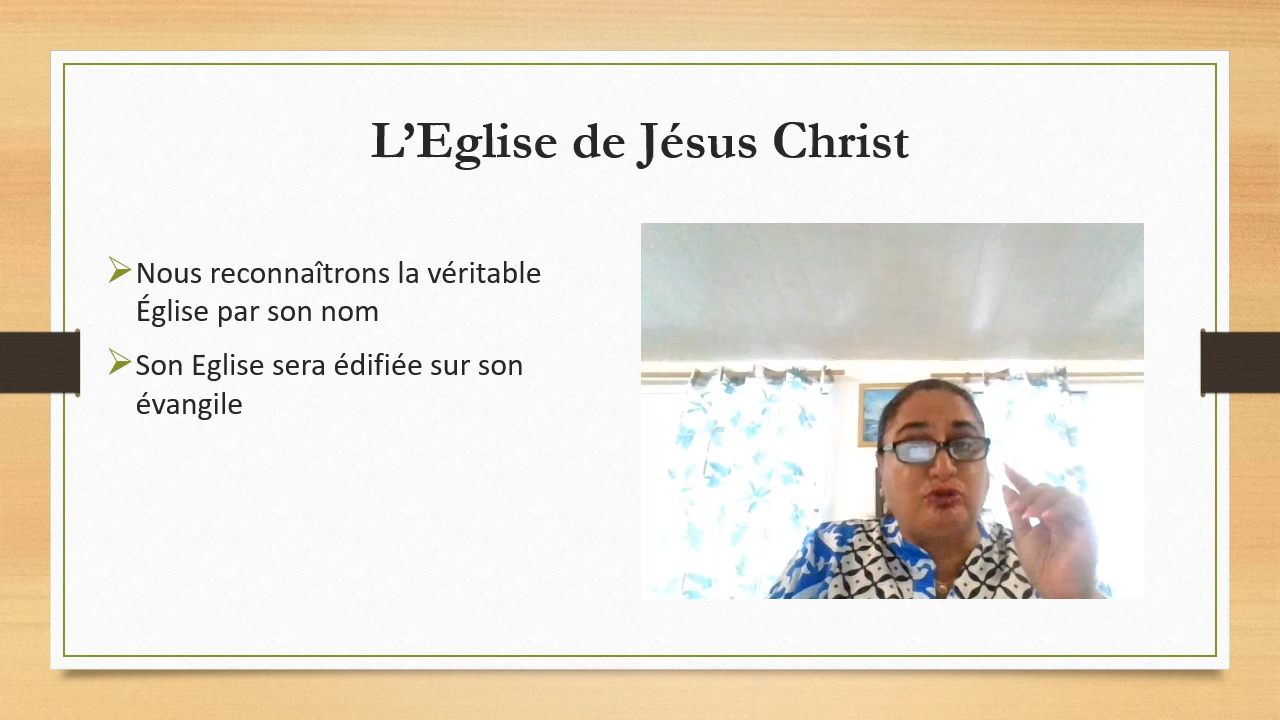 L’Eglise de Jésus Christ
Nous reconnaîtrons la véritable
Église par son nom
Son Eglise sera édifiée sur son
évangile